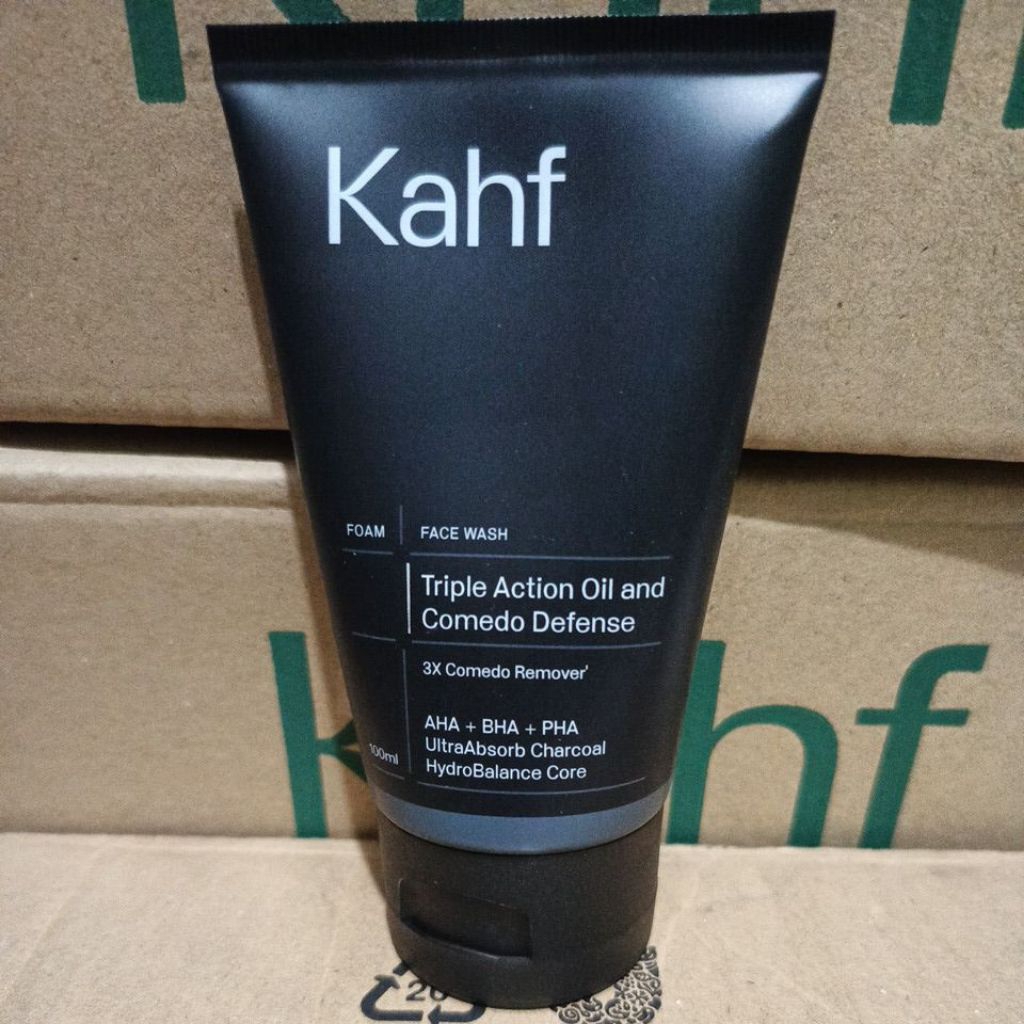 Kahf
FOAM
FACE WASH
Triple Action Oil and
Comedo Defense
3X Comedo Remover'
AHA + BHA + PHA
UltraAbsorb Charcoal
HydroBalance Core
100ml
20